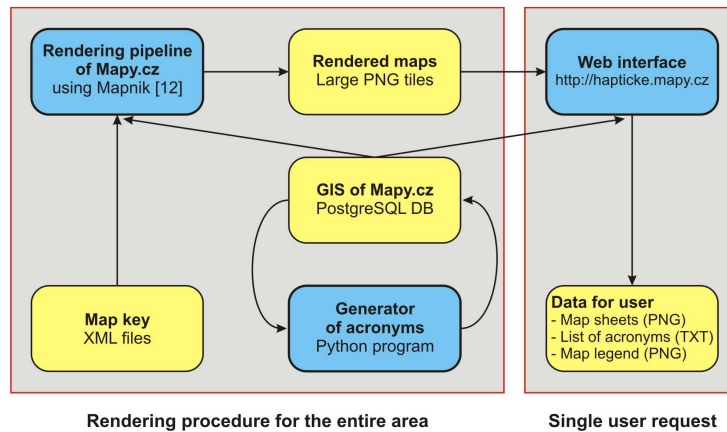 Rendering pipeline
of Mapy.cz
using Mapnik [12]
Rendered maps
Large PNG tiles
Web interface
http://hapticke.mapy.cz
GIS of Mapy.cz
PostgreSQL DB
Map key
XML files
Generator
of acronyms
Python program
Data for user
- Map sheets (PNG)
- List of acronyms (TXT)
- Map legend (PNG)
Rendering procedure for the entire area
Single user request